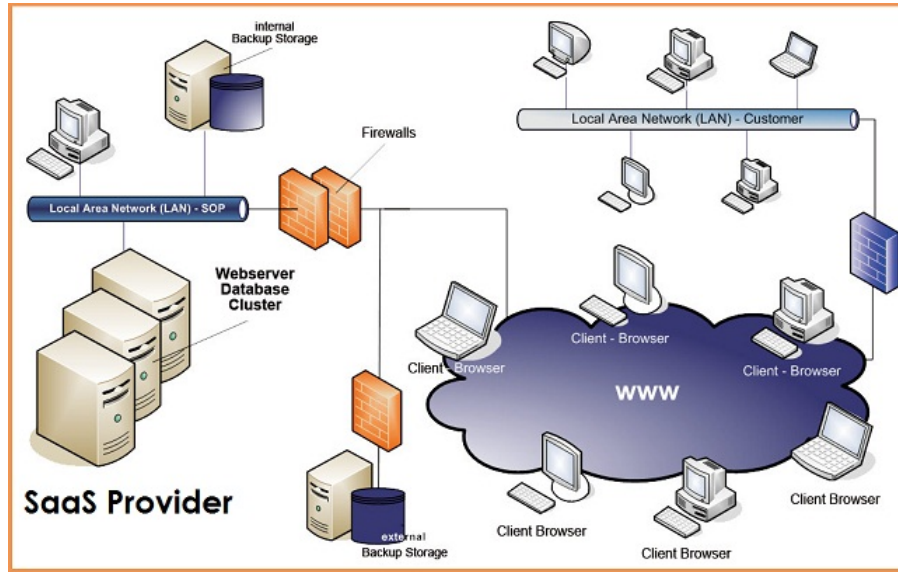 internal
Backup Storage
Firewalls
Local Area Network (LAN) - Customer
Local Area Network (LAN) - SOP
Webserver
Database
Cluster
Client - Browser
Client - Browser
Client - Browser
WWW
SaaS Provider
external
Backup Storage
Client Browser
Client Browser
Client Browser